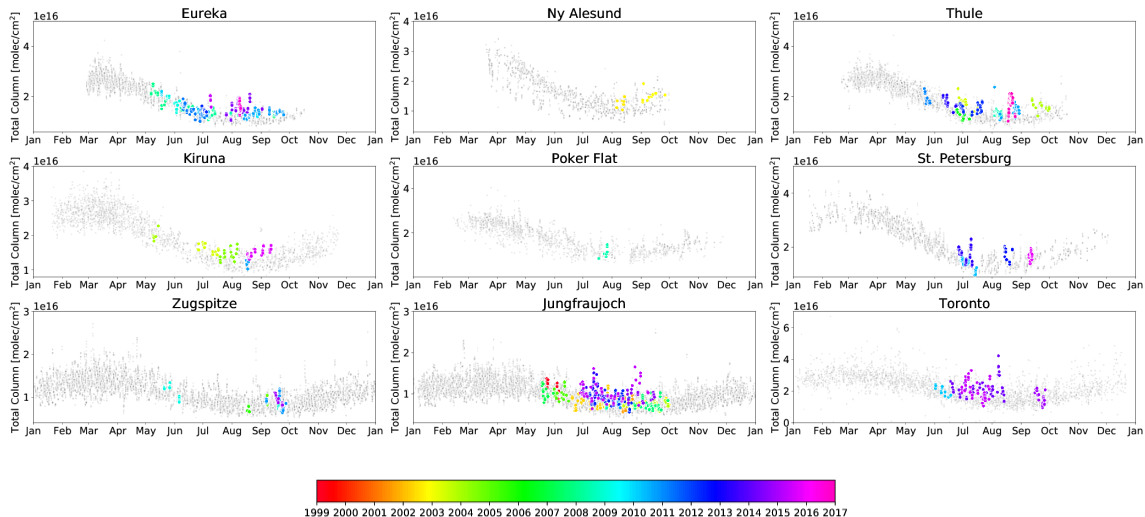 Eureka Ny Alesund Thule
1e16 1e16 1e16
Total Column [molec/cm²] Total Column [molec/cm²] Total Column [molec/cm²]
4 4 4
3
2 2 2
1
Jan Feb Mar Apr May Jun Jul Aug Sep Oct Nov Dec Jan Jan Feb Mar Apr May Jun Jul Aug Sep Oct Nov Dec Jan Jan Feb Mar Apr May Jun Jul Aug Sep Oct Nov Dec Jan
Kiruna Poker Flat St. Petersburg
1e16 1e16 1e16
Total Column [molec/cm²] Total Column [molec/cm²] Total Column [molec/cm²]
4 4 4
3
2 2 2
1
Jan Feb Mar Apr May Jun Jul Aug Sep Oct Nov Dec Jan Jan Feb Mar Apr May Jun Jul Aug Sep Oct Nov Dec Jan Jan Feb Mar Apr May Jun Jul Aug Sep Oct Nov Dec Jan
Zugspitze Jungfraujoch Toronto
1e16 1e16 1e16
Total Column [molec/cm²] Total Column [molec/cm²] Total Column [molec/cm²]
3 3 6
2 2 4
1 1 2
0
Jan Feb Mar Apr May Jun Jul Aug Sep Oct Nov Dec Jan Jan Feb Mar Apr May Jun Jul Aug Sep Oct Nov Dec Jan Jan Feb Mar Apr May Jun Jul Aug Sep Oct Nov Dec Jan
1999 2000 2001 2002 2003 2004 2005 2006 2007 2008 2009 2010 2011 2012 2013 2014 2015 2016 2017